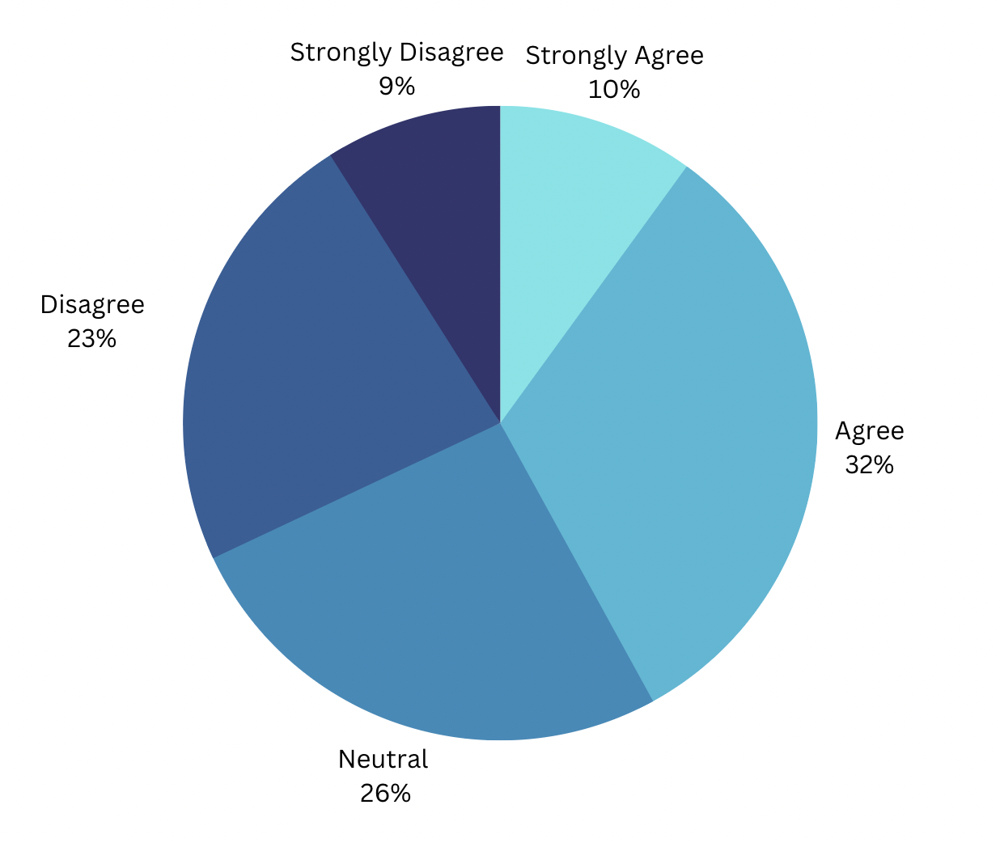 Strongly Disagree
9%
Strongly Agree
10%
Disagree
23%
Agree
32%
Neutral
26%